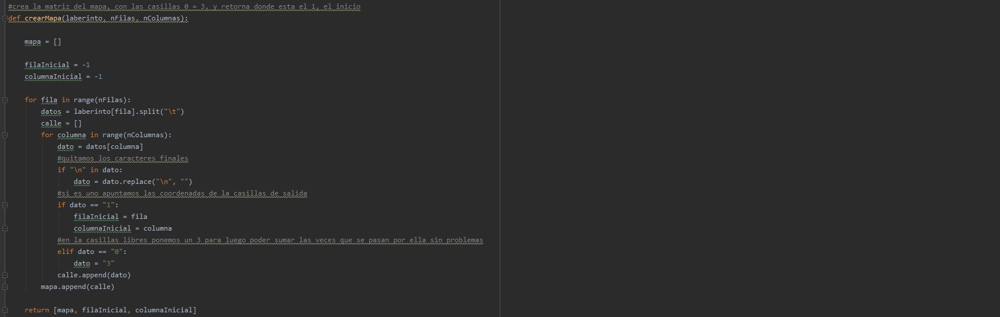 #crea la matriz del mapa, con las casillas 0 = 3, y retorna donde esta el 1, el inicio
def crearMapa(laberinto, nFilas, nColumnas):
mapa = []
filaInicial = -1
columnaInicial = -1
for fila in range(nFilas):
datos = laberinto[fila].split("\t")
calle = []
for columna in range(nColumnas):
dato = datos[columna]
#quitamos los caracteres finales
if "\n" in dato:
dato = dato.replace("\n", "")
#si es uno apuntamos las coordenadas de la casillas de salida
if dato == "1":
filaInicial = fila
columnaInicial = columna
#en la casillas libres ponemos un 3 para luego poder sumar las veces que se pasan por ella sin problemas
elif dato == "0":
dato = "3"
calle.append(dato)
mapa.append(calle)
return [mapa, filaInicial, columnaInicial]